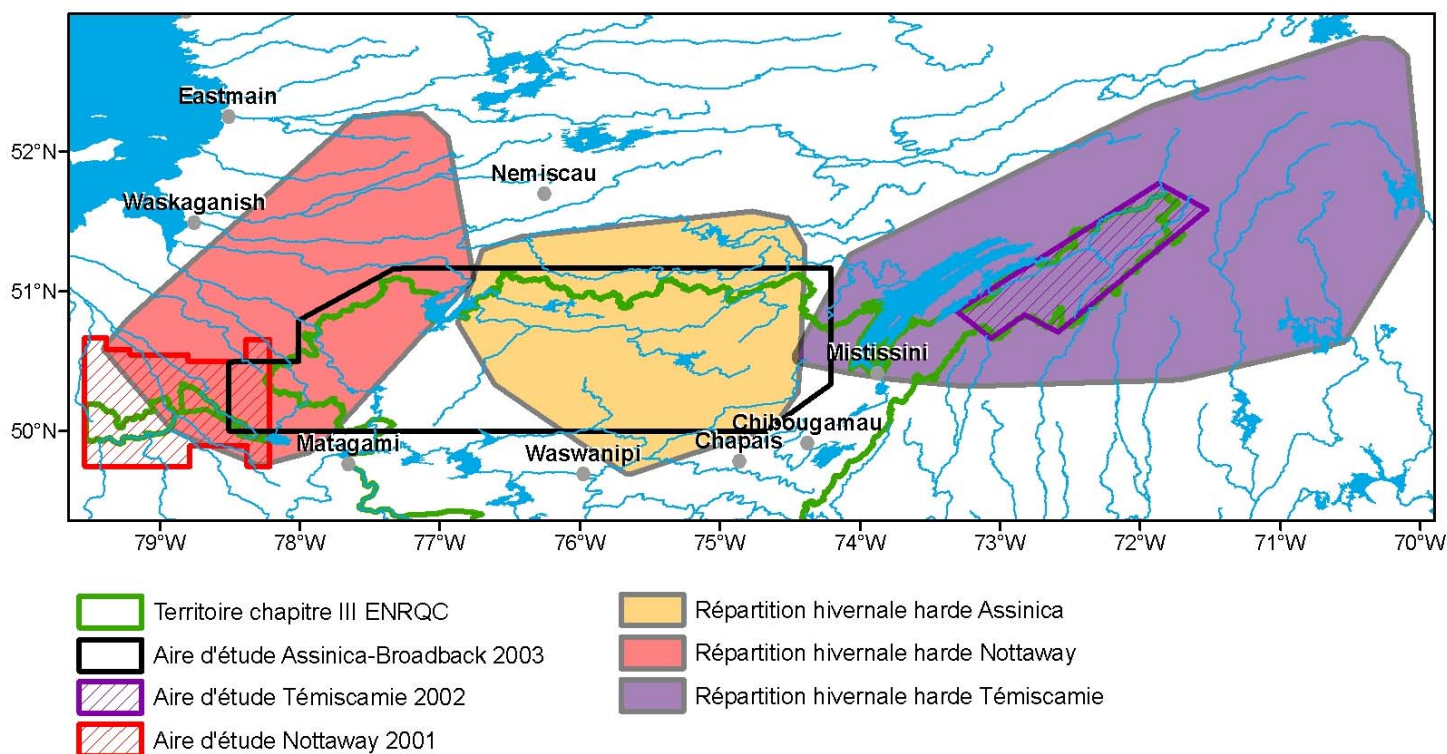 Eastmain
52°N
Nemiscau
Waskaganish
51°N
Mistissini
50°N
Matagami
Chibougamau
Chapais
Waswanipi
79°W
78°W
77°W
76°W
75°W
74°W
73°W
72°W
71°W
70°W
Territoire chapitre III ENRQC
Aire d'étude Assinica-Broadback 2003
Aire d'étude Témiscamie 2002
Aire d'étude Nottaway 2001
Répartition hivernale harde Assinica
Répartition hivernale harde Nottaway
Répartition hivernale harde Témiscamie